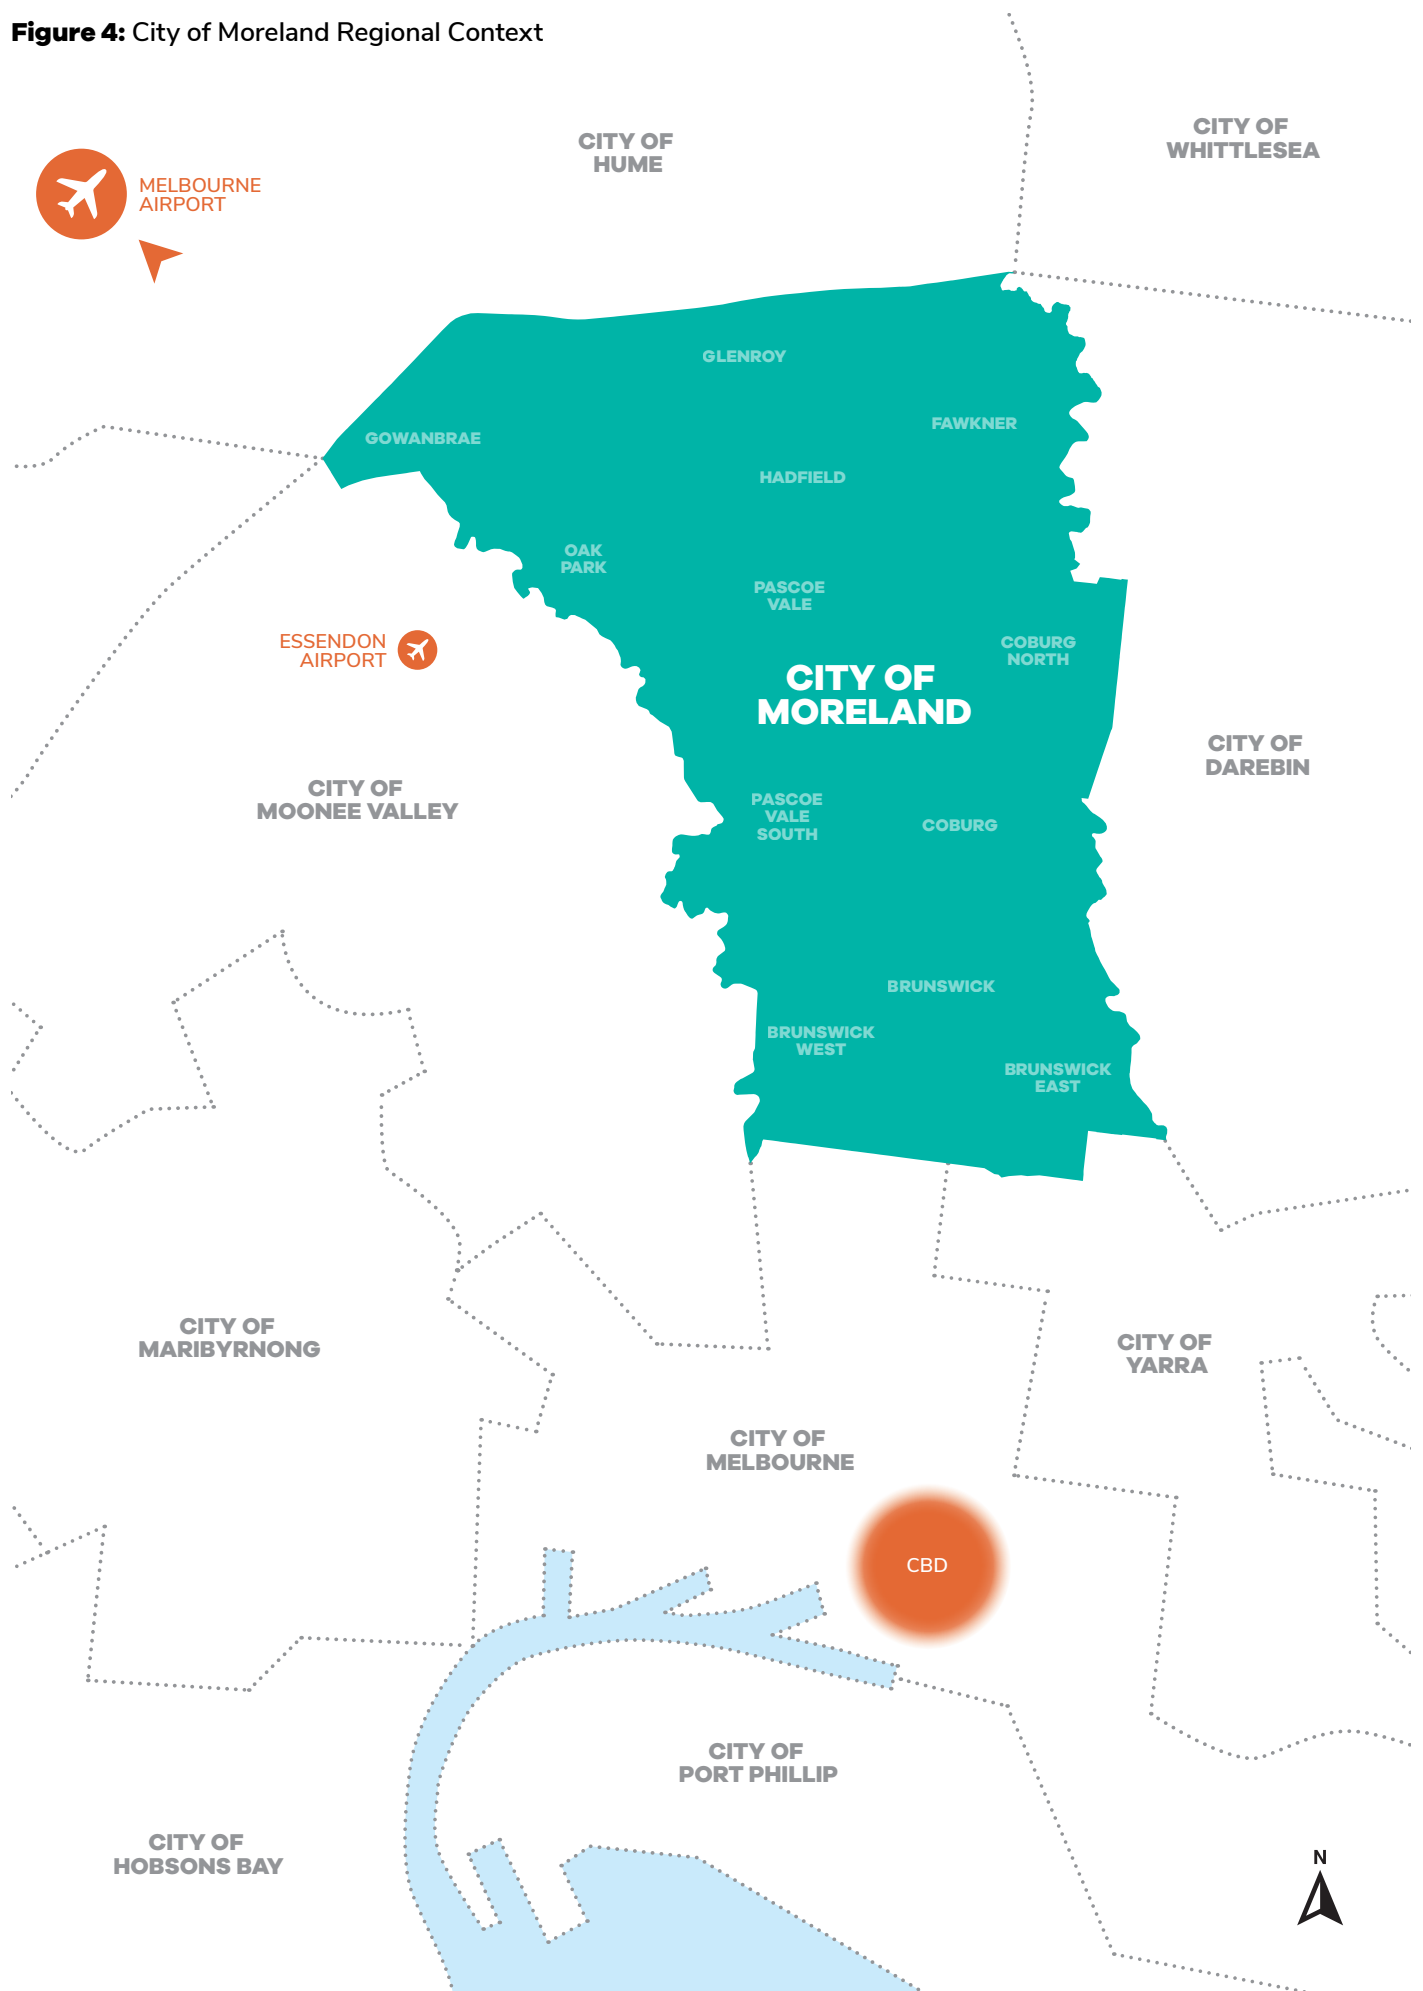 Figure 4: City of Moreland Regional Context
CITY OF
WHITTLESEA
CITY OF
HUME
MELBOURNE
AIRPORT
GLENROY
FAWKNER
GOWANBRAE
HADFIELD
OAK
PARK
PASCOE
VALE
ESSENDON
AIRPORT
COBURG
NORTH
CITY OF
MORELAND
CITY OF
DAREBIN
CITY OF
MOONEE VALLEY
PASCOE
VALE
SOUTH
COBURG
BRUNSWICK
BRUNSWICK
WEST
BRUNSWICK
EAST
CITY OF
MARIBYRNONG
CITY OF
YARRA
CITY OF
MELBOURNE
CBD
CITY OF
PORT PHILLIP
CITY OF
HOBSONS BAY
N